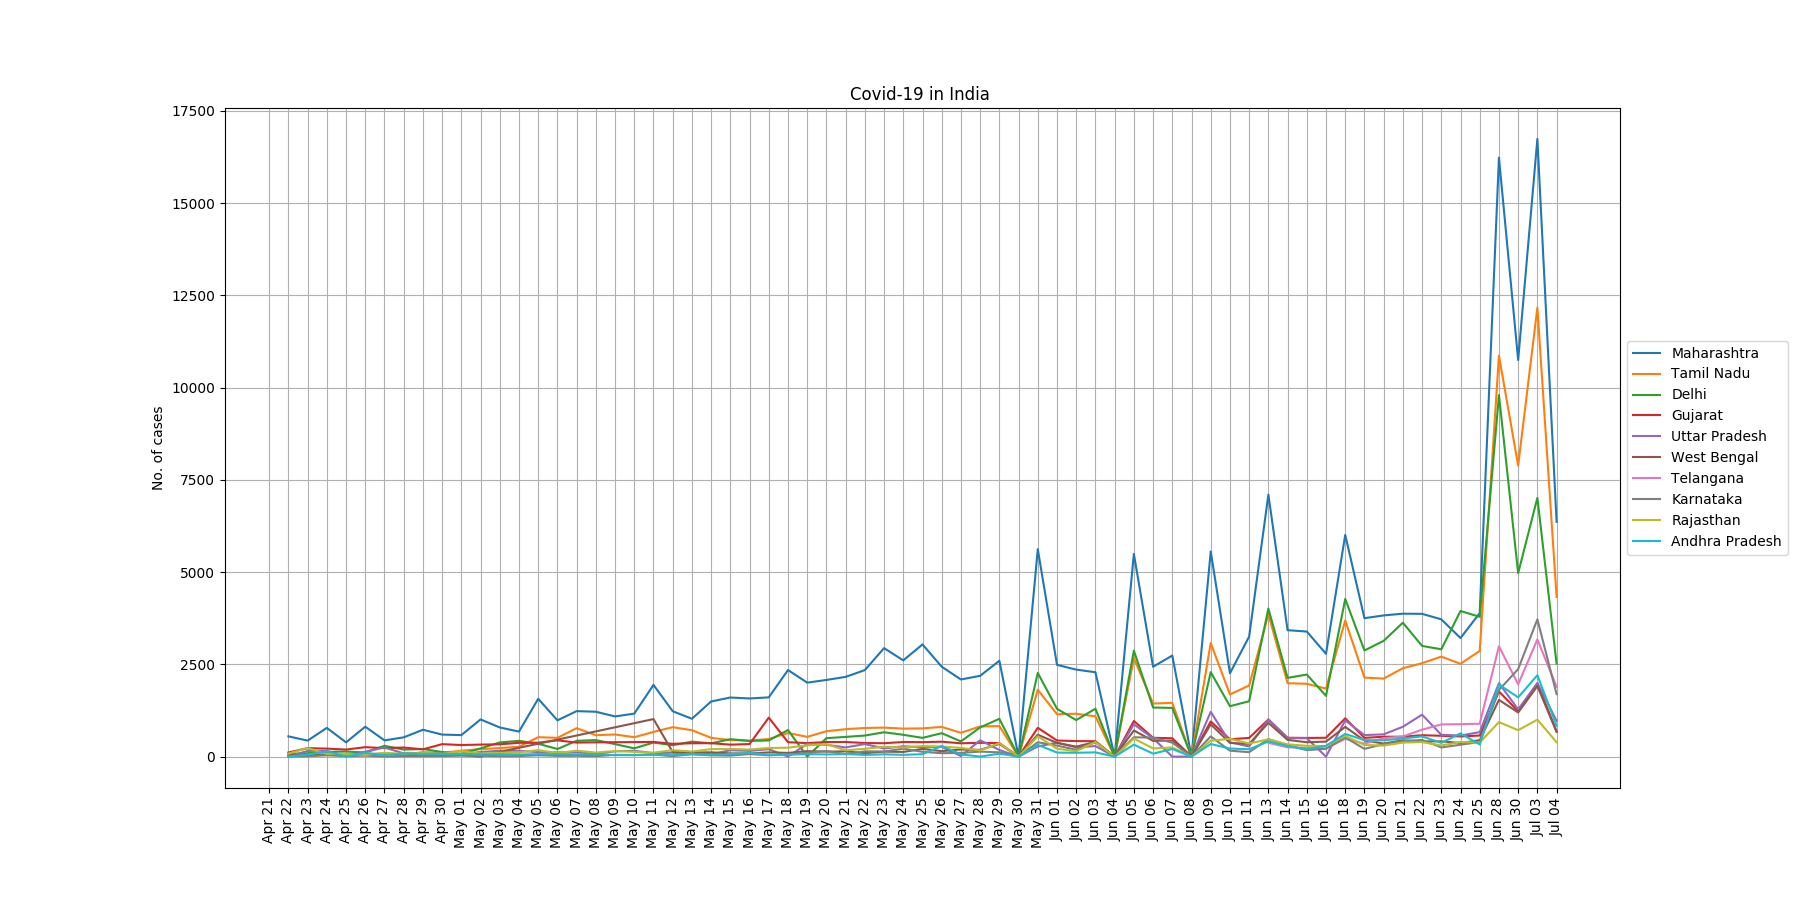 Covid-19 in India
17500
15000
12500
10000
7500
5000
2500
0
No. of cases
Apr 21
Apr 22
Apr 23
Apr 24
Apr 25
Apr 26
Apr 27
Apr 28
Apr 29
Apr 30
May 01
May 02
May 03
May 04
May 05
May 06
May 07
May 08
May 09
May 10
May 11
May 12
May 13
May 14
May 15
May 16
May 17
May 18
May 19
May 20
May 21
May 22
May 23
May 24
May 25
May 26
May 27
May 28
May 29
May 30
May 31
Jun 01
Jun 02
Jun 03
Jun 04
Jun 05
Jun 06
Jun 07
Jun 08
Jun 09
Jun 10
Jun 11
Jun 13
Jun 14
Jun 15
Jun 16
Jun 18
Jun 19
Jun 20
Jun 21
Jun 22
Jun 23
Jun 24
Jun 25
Jun 28
Jun 30
Jul 03
Jul 04
Maharashtra
Tamil Nadu
Delhi
Gujarat
Uttar Pradesh
West Bengal
Telangana
Karnataka
Rajasthan
Andhra Pradesh